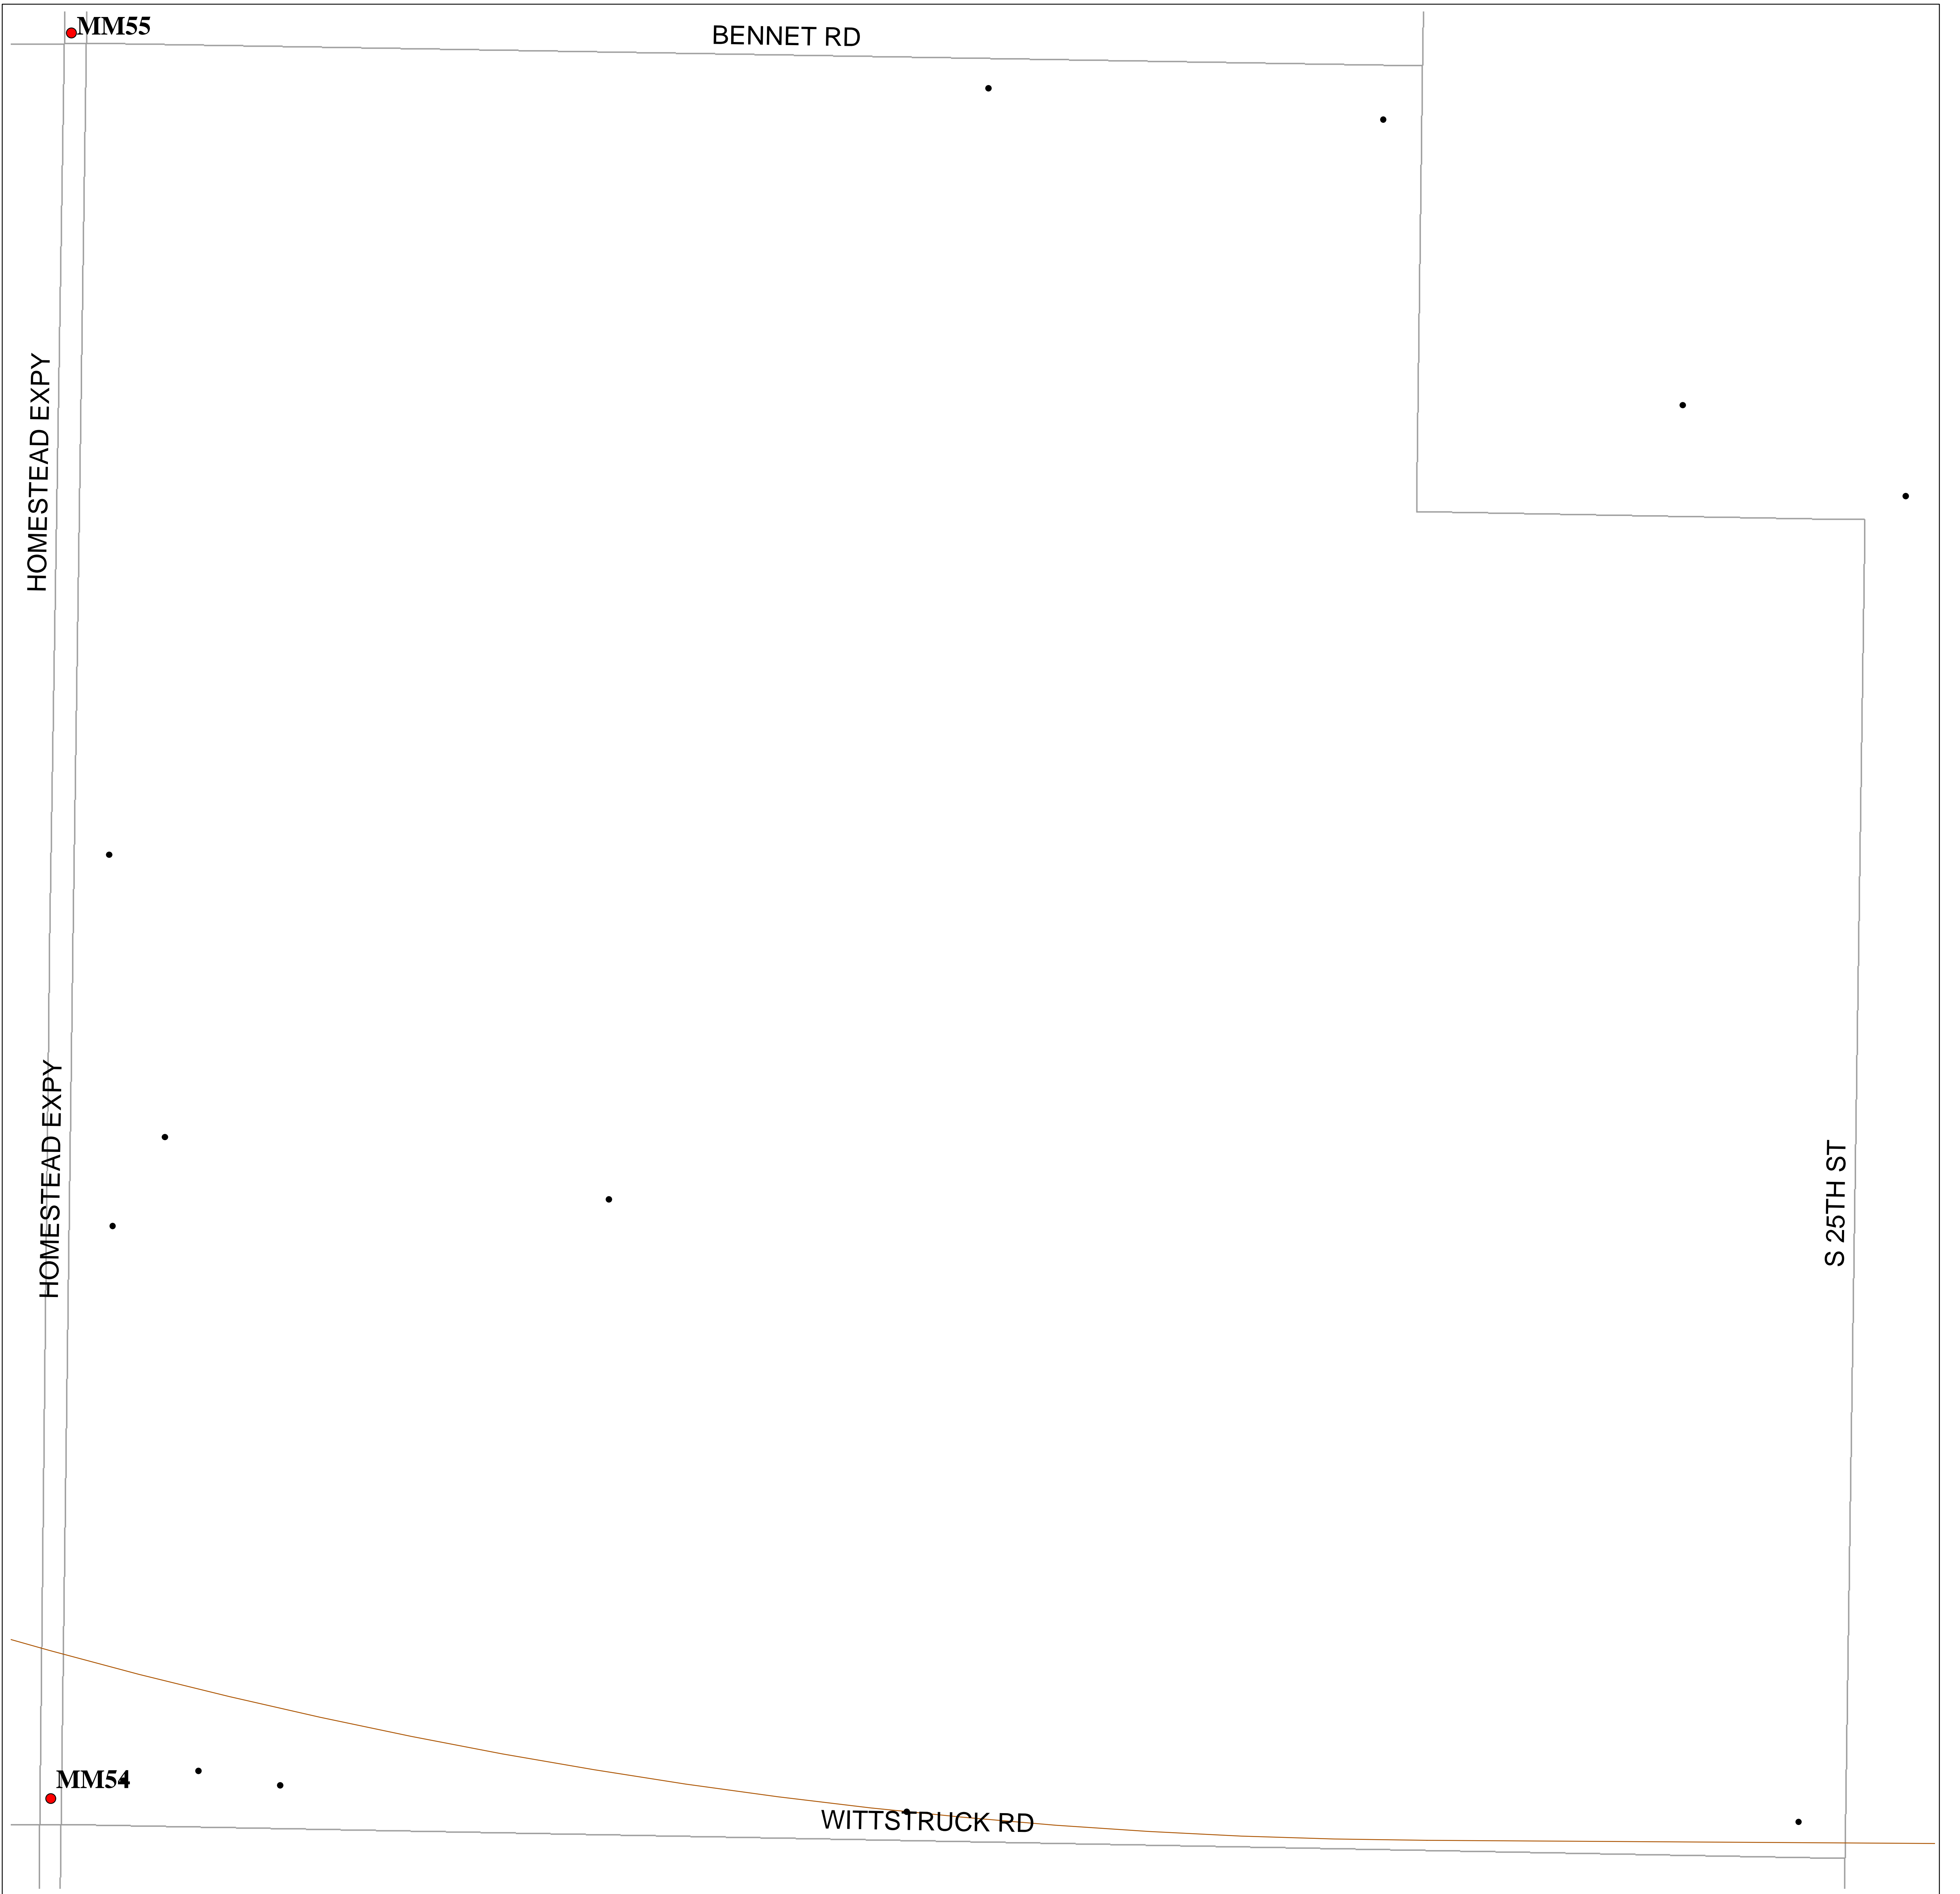 MM55
BENNET RD
HOMESTEAD EXPY
HOMESTEAD EXPY
S 25TH ST
MM54
WITTSTRUCK RD